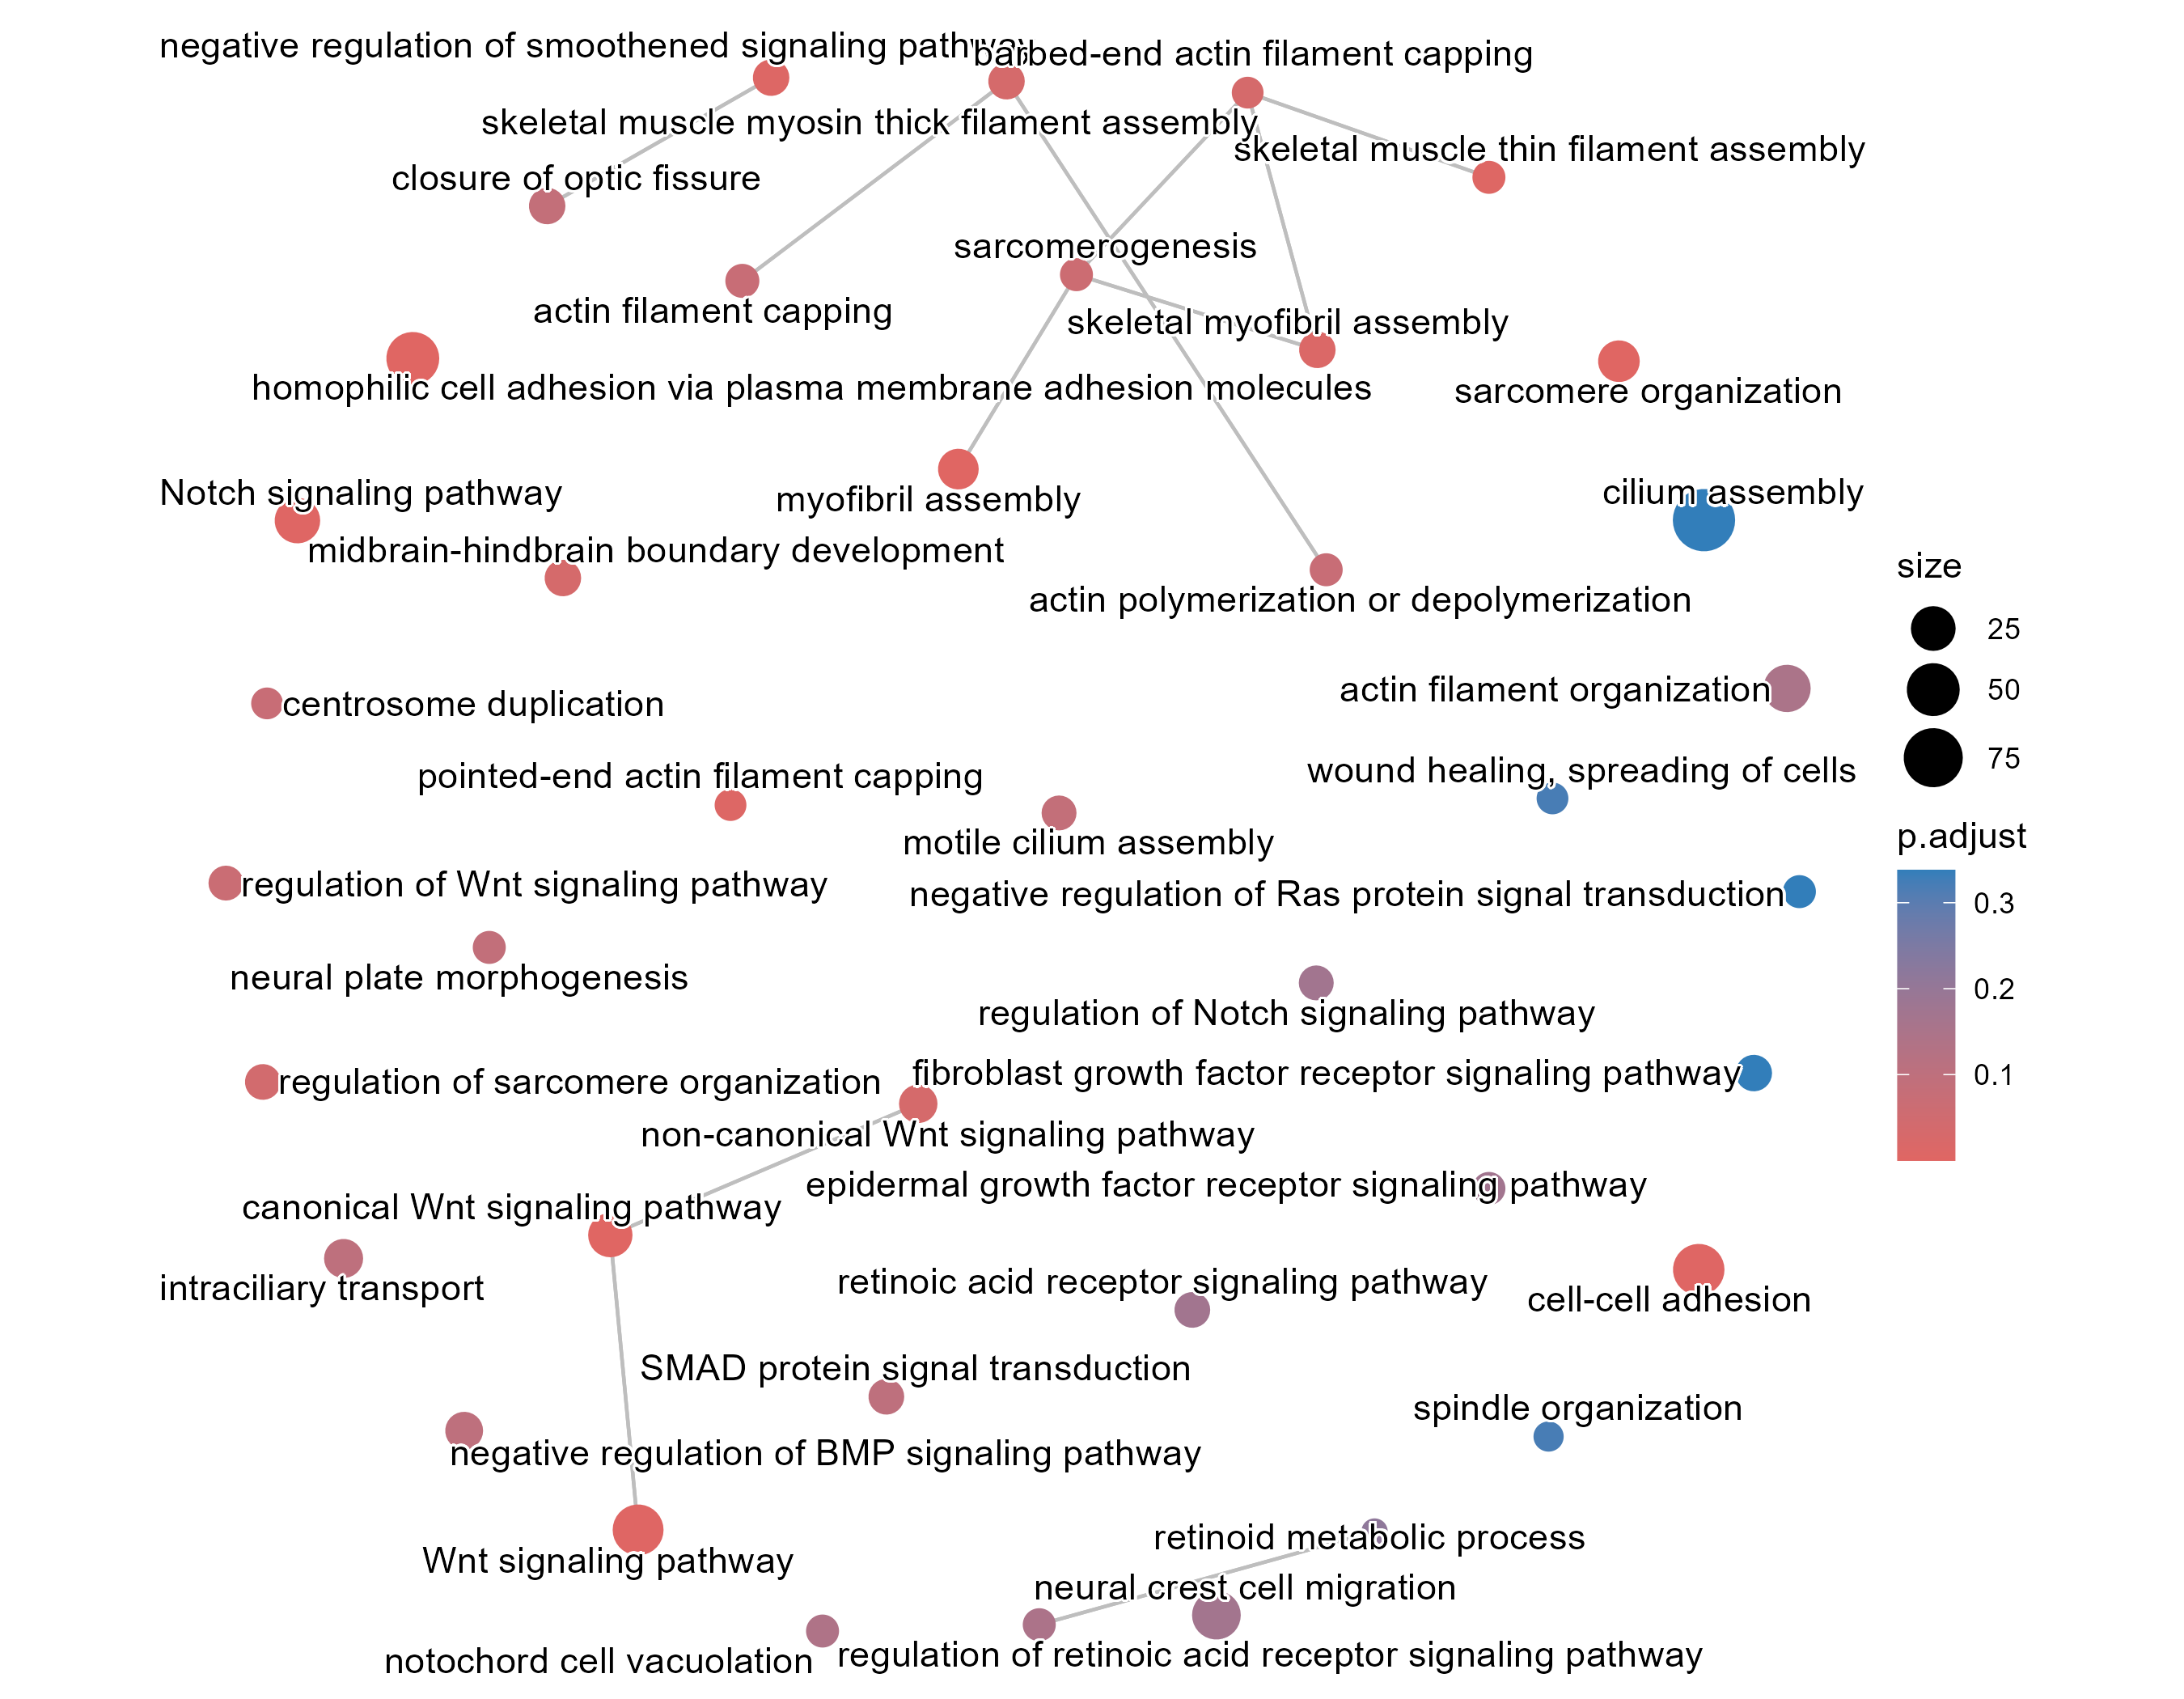 negative regulation of smoothened signaling pathway
barbed-end actin filament capping
skeletal muscle myosin thick filament assembly
skeletal muscle thin filament assembly
closure of optic fissure
sarcomerogenesis
actin filament capping
skeletal myofibril assembly
homophilic cell adhesion via plasma membrane adhesion molecules
sarcomere organization
Notch signaling pathway
myofibril assembly
cilium assembly
midbrain-hindbrain boundary development
size
actin polymerization or depolymerization
25
50
75
actin filament organization
centrosome duplication
pointed-end actin filament capping
wound healing, spreading of cells
motile cilium assembly
p.adjust
0.3
0.2
0.1
regulation of Wnt signaling pathway
negative regulation of Ras protein signal transduction
neural plate morphogenesis
regulation of Notch signaling pathway
regulation of sarcomere organization
fibroblast growth factor receptor signaling pathway
non-canonical Wnt signaling pathway
epidermal growth factor receptor signaling pathway
canonical Wnt signaling pathway
intraciliary transport
retinoic acid receptor signaling pathway
cell-cell adhesion
SMAD protein signal transduction
spindle organization
negative regulation of BMP signaling pathway
Wnt signaling pathway
retinoid metabolic process
neural crest cell migration
notochord cell vacuolation
regulation of retinoic acid receptor signaling pathway